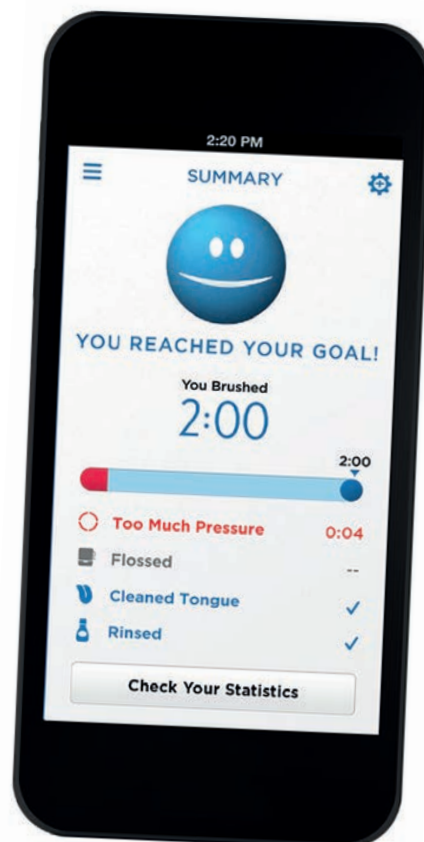 2:20 PM
SUMMARY
YOU REACHED YOUR GOAL!
You Brushed
2:00
2:00
Too Much Pressure 0:04
Flossed --
Cleaned Tongue
Rinsed
Check Your Statistics